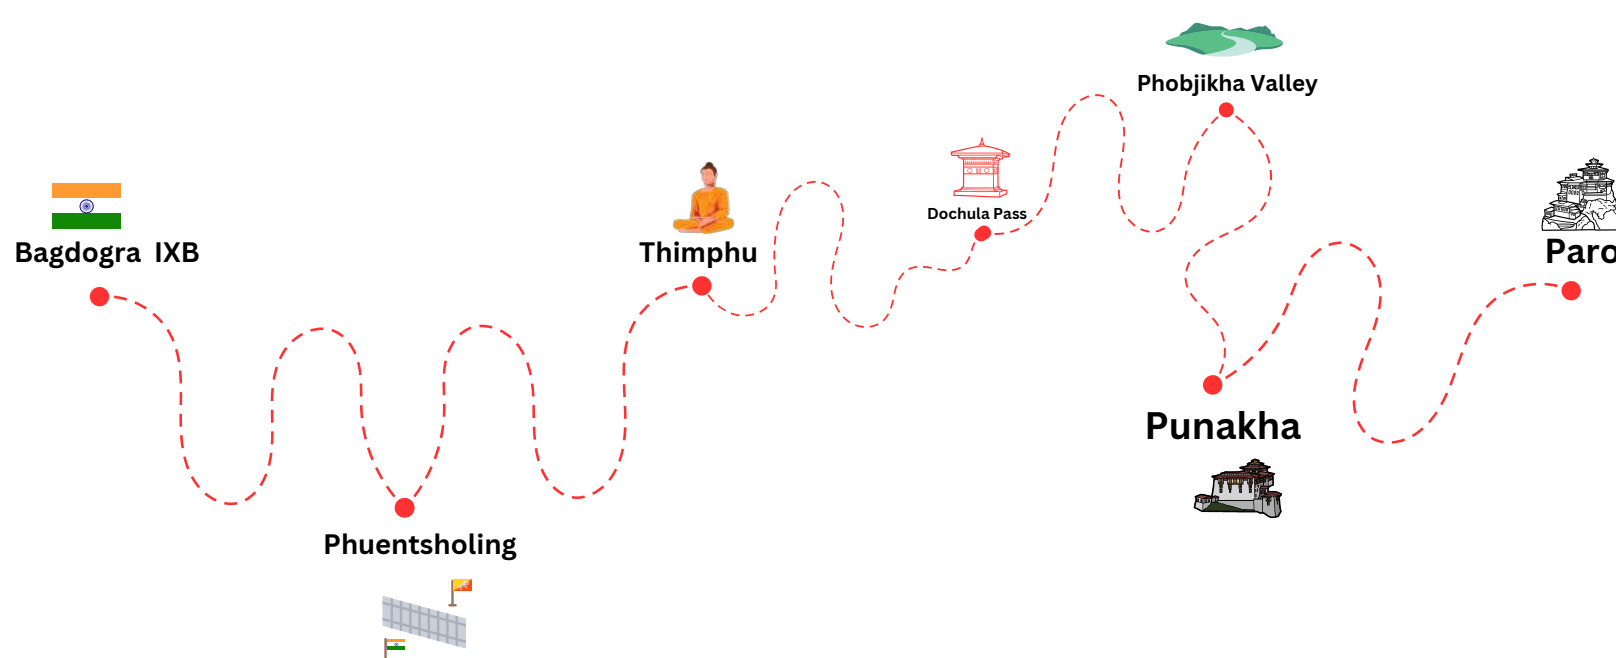 Phobjikha Valley
Dochula Pass
Bagdogra IXB
Thimphu
Paro
Punakha
Phuentsholing